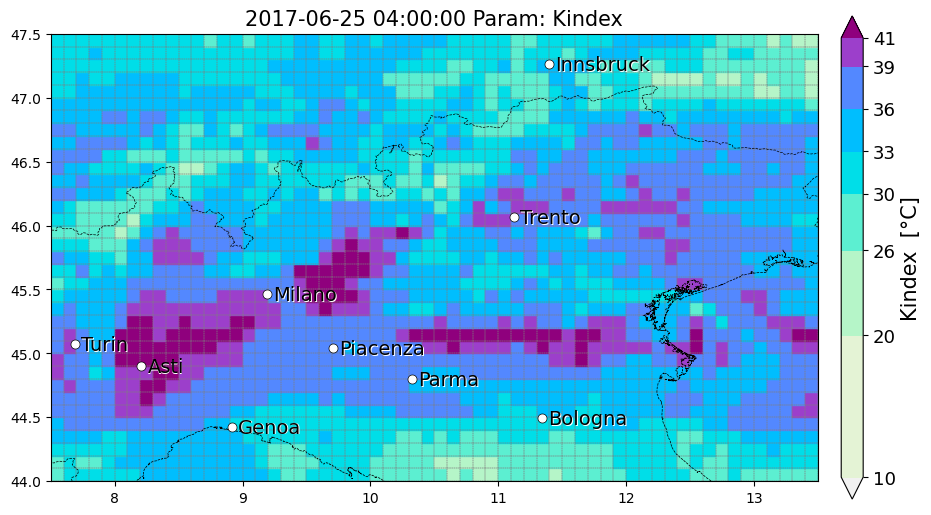 2017-06-25 04:00:00 Param: Kindex
47.5
47.0
46.5
46.0
45.5
45.0
44.5
44.0
8
9
10
11
12
13
Innsbruck
Trento
Milano
Turin
Piacenza
Asti
Parma
Genoa
Bologna
41
39
36
33
30
26
20
10
Kindex [°C]